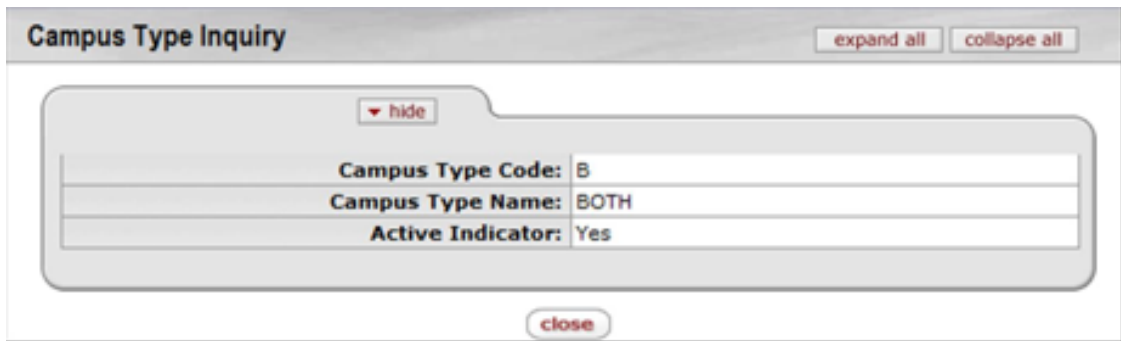 Campus Type Inquiry expand all collapse all
hide
Campus Type Code: B
Campus Type Name: BOTH
Active Indicator: Yes
close